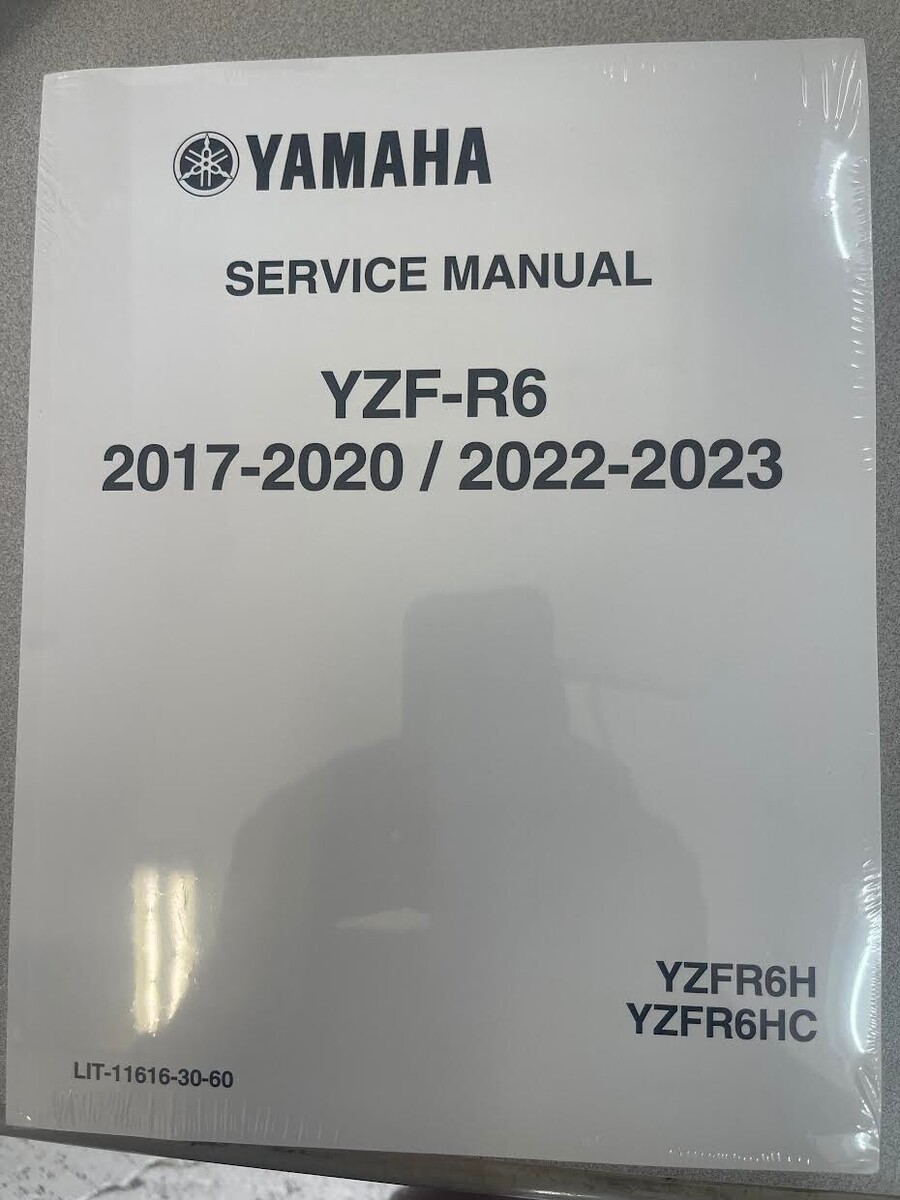 YAMAHA
SERVICE MANUAL
YZF-R6
2017-2020 / 2022-2023
YZFR6H
YZFR6HC
LIT-11616-30-60